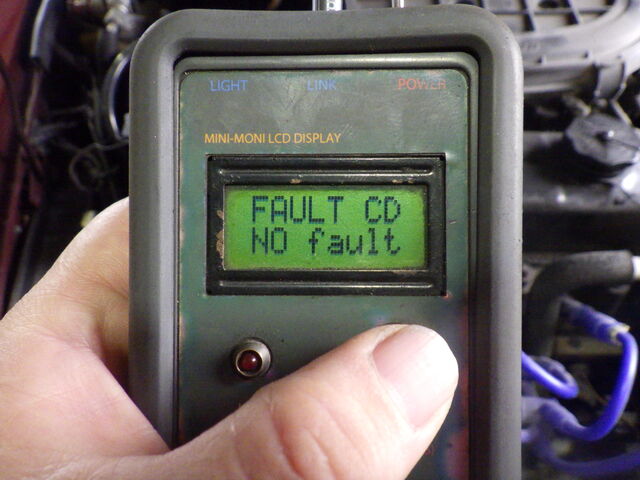 LIGHT LINK POWER
MINI-MONI LCD DISPLAY
FAULT CD
NO fault